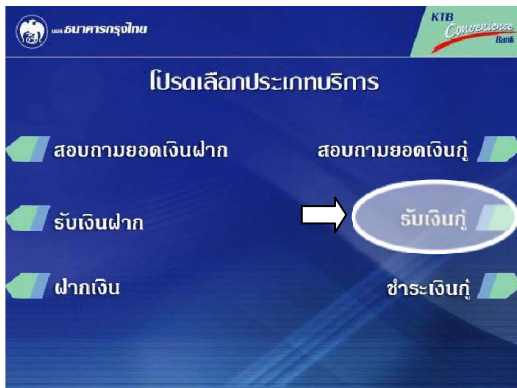 บมจ.ธนาคารกรุงไทย
KTB
Convenience
Bank
โปรดเลือกประเภทบริการ
สอบถามยอดเงินฝาก
สอบถามยอดเงินกู้
รับเงินฝาก
รับเงินกู้
ฝากเงิน
ชำระเงินกู้